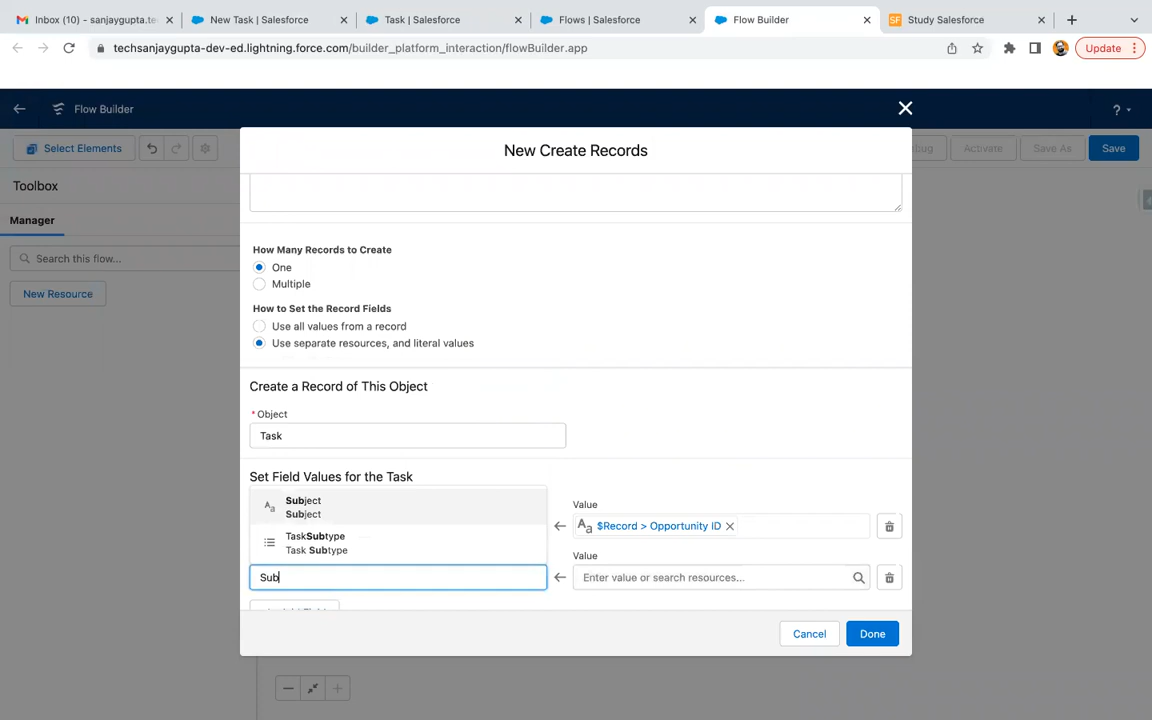 Inbox (10) - sanjaygupta.te
New Task | Salesforce
Task | Salesforce
Flows | Salesforce
Flow Builder
SF
Study Salesforce
techsanjaygupta-dev-ed.lightning.force.com/builder_platform_interaction/flowBuilder.app
Update
Flow Builder
?
Select Elements
bug
Activate
Save As
Save
Toolbox
Manager
Search this flow...
New Resource
New Create Records
How Many Records to Create
One
Multiple
How to Set the Record Fields
Use all values from a record
Use separate resources, and literal values
Create a Record of This Object
* Object
Task
Set Field Values for the Task
Aa
Subject
Subject
TaskSubtype
Task Subtype
Sub
Value
Aa $Record > Opportunity ID
Value
Enter value or search resources...
Cancel
Done